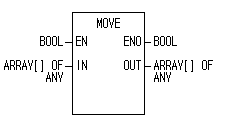 MOVE
BOOL EN ENO BOOL
ARRAY[] OF IN OUT ARRAY[] OF
ANY ANY